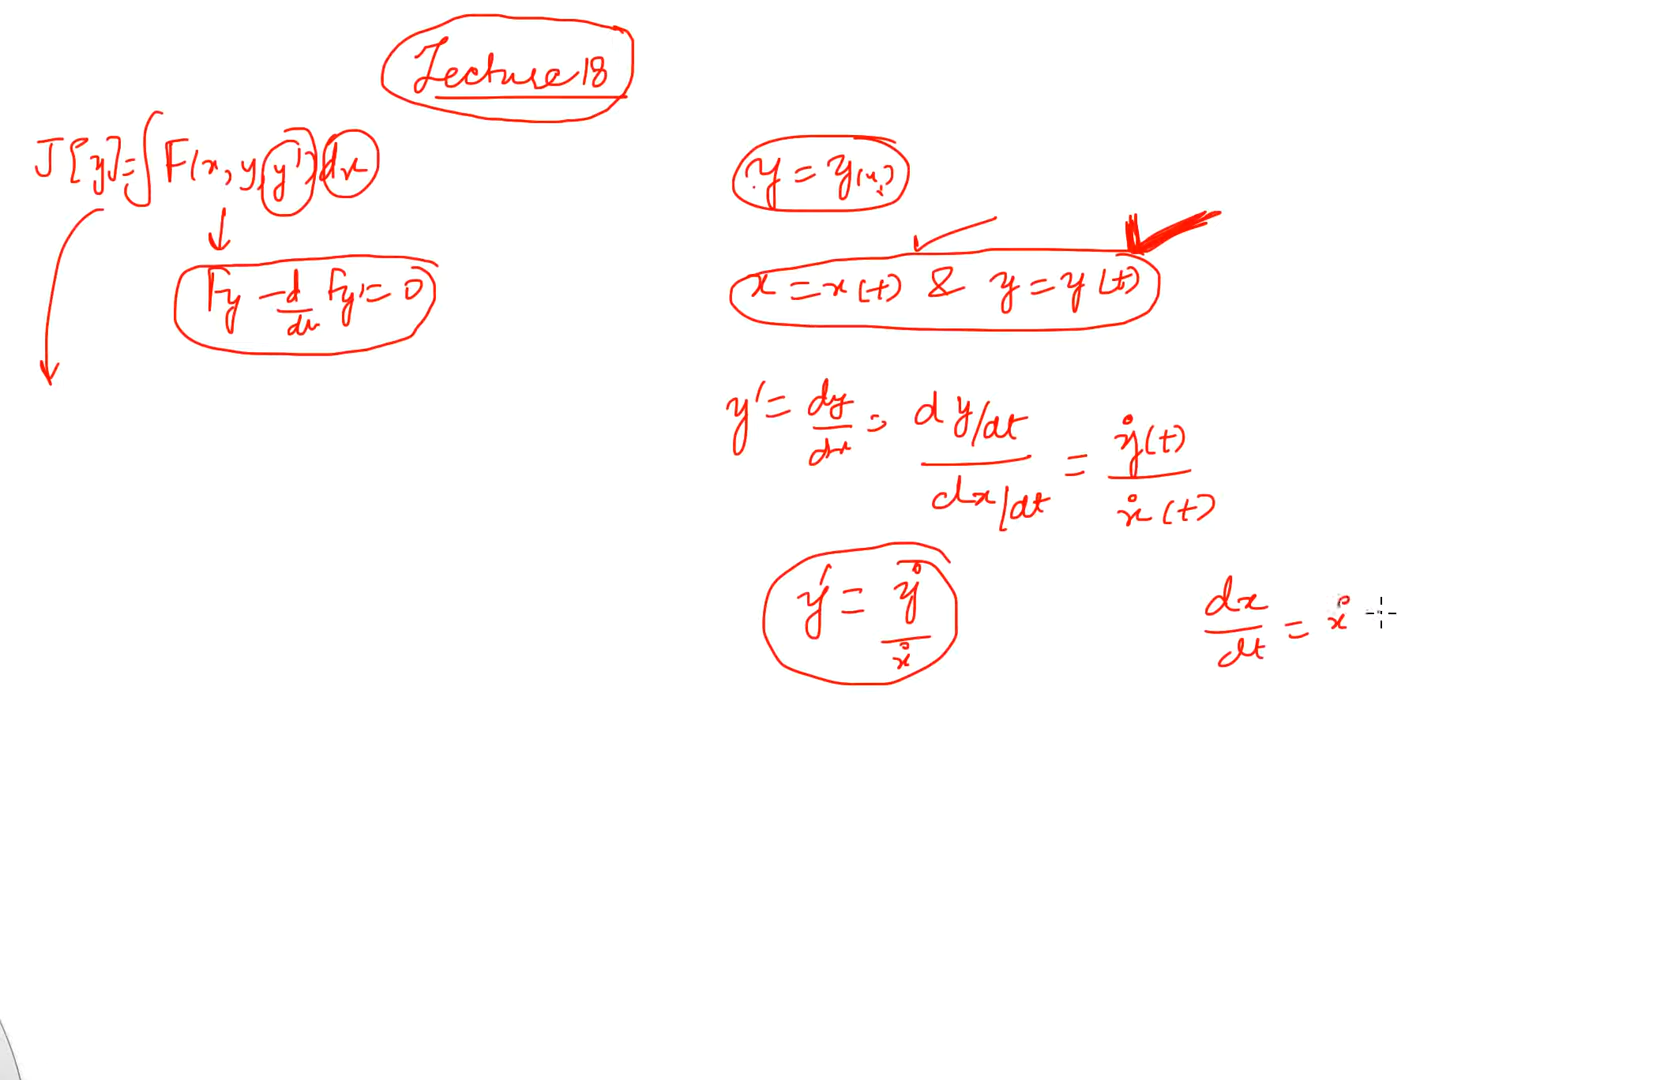 Lecture 18
J[y]=∫F(x, y, y')dx
Fy - d/dx Fy' = 0
y = y(x)
x = x(t) & y = y(t)
y' = dy/dx = (dy/dt)/(dx/dt) = ẏ(t)/ẋ(t)
y' = ẏ/ẋ
dx/dt = ẋ